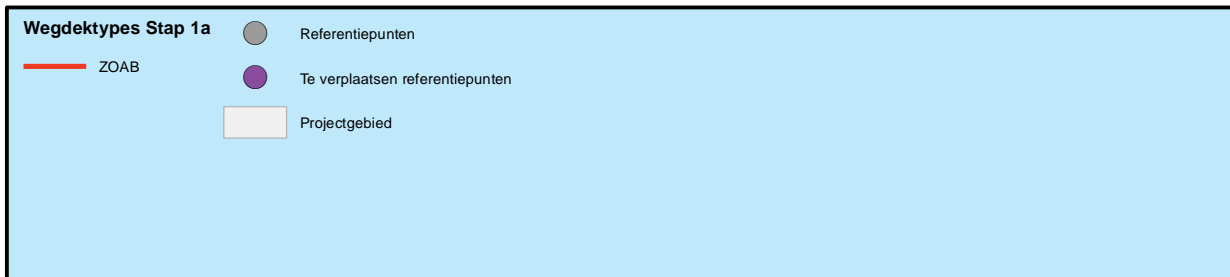 Wegdektypes Stap 1a
ZOAB
Referentiepunten
Te verplaatsen referentiepunten
Projectgebied